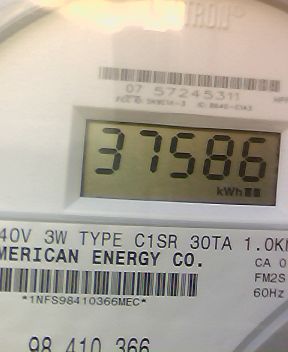 TRON
07 57245311
37586
kWh
40V 3W TYPE C1SR 30TA 1.0K
MERICAN ENERGY CO.
CA 0
FM2S
60Hz
*1NFS98410366MEC*
98 410 366